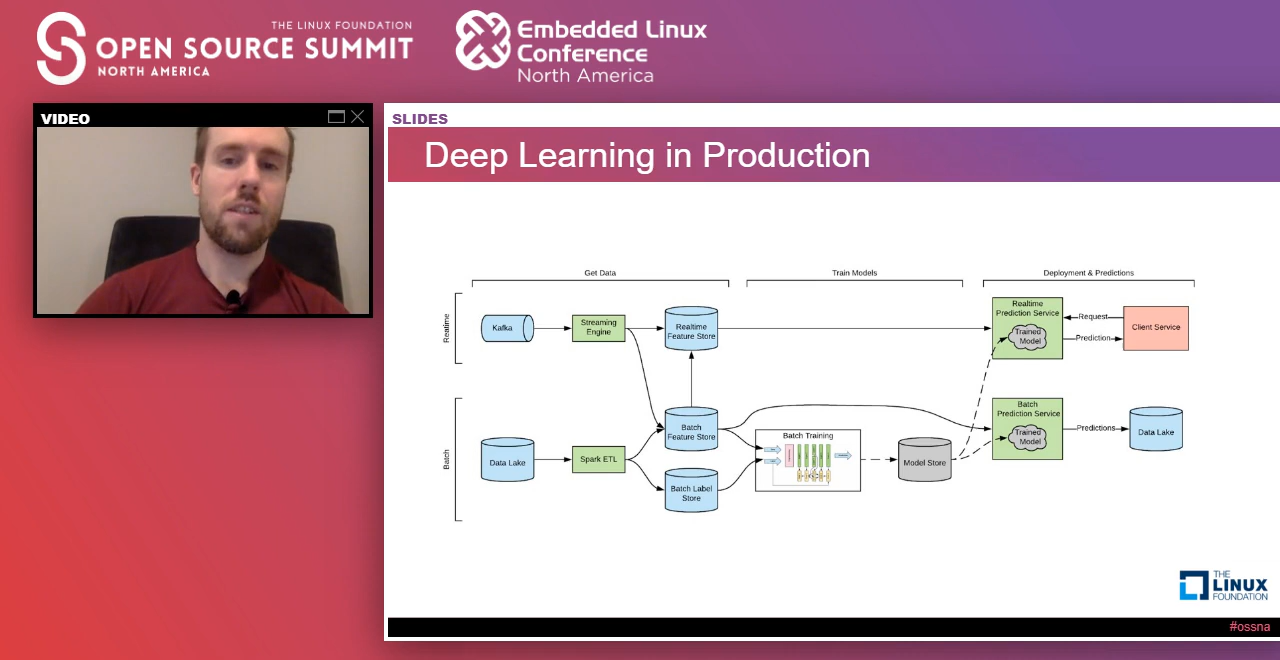 THE LINUX FOUNDATION
OPEN SOURCE SUMMIT
NORTH AMERICA
Embedded Linux
Conference
North America
VIDEO
SLIDES
Deep Learning in Production
Get Data
Train Models
Deployment & Predictions
Realtime
Kafka
Streaming
Engine
Realtime
Feature Store
Realtime
Prediction Service
Trained
Model
Request
Prediction
Client Service
Batch
Data Lake
Spark ETL
Batch
Feature Store
Batch Label
Store
Batch Training
Model Store
Batch
Prediction Service
Trained
Model
Predictions
Data Lake
THE
LINUX
FOUNDATION
#ossna